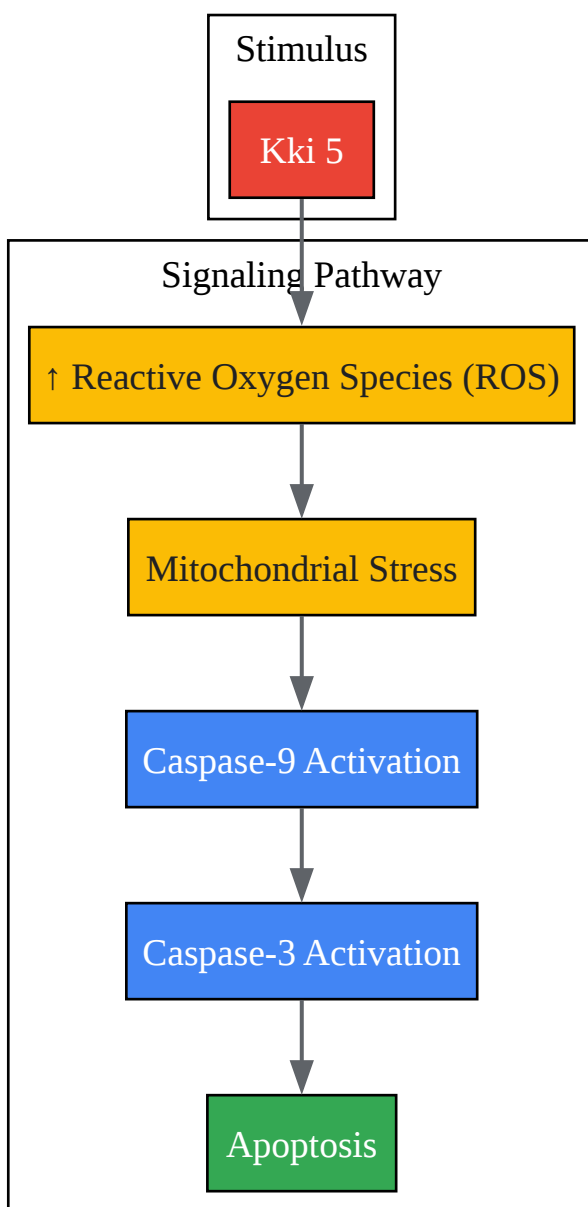 Stimulus
Kki 5
Signaling Pathway
↑ Reactive Oxygen Species (ROS)
Mitochondrial Stress
Caspase-9 Activation
Caspase-3 Activation
Apoptosis